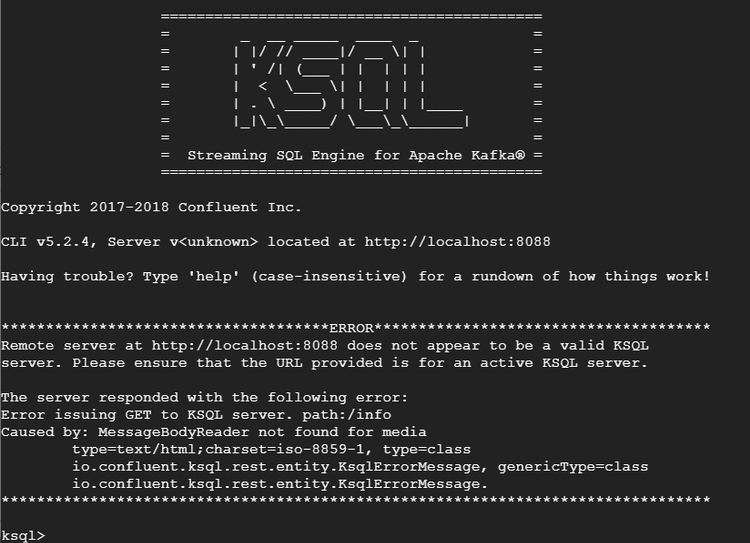 ===========================================
=        _  __ _____  ____  _             =
=       | |/ // ____|/ __ \| |            =
=       | ' /| (___ | |  | | |            =
=       |  <  \___ \| |  | | |            =
=       | . \ ____) | |__| | |____        =
=       |_|\_\_____/ \___\_\______|       =
=                                         =
=  Streaming SQL Engine for Apache Kafka® =
===========================================
Copyright 2017-2018 Confluent Inc.
CLI v5.2.4, Server v<unknown> located at http://localhost:8088
Having trouble? Type 'help' (case-insensitive) for a rundown of how things work!
*************************************ERROR**************************************
Remote server at http://localhost:8088 does not appear to be a valid KSQL
server. Please ensure that the URL provided is for an active KSQL server.
The server responded with the following error:
Error issuing GET to KSQL server. path:/info
Caused by: MessageBodyReader not found for media
type=text/html;charset=iso-8859-1, type=class
io.confluent.ksql.rest.entity.KsqlErrorMessage, genericType=class
io.confluent.ksql.rest.entity.KsqlErrorMessage.
********************************************************************************
ksql>